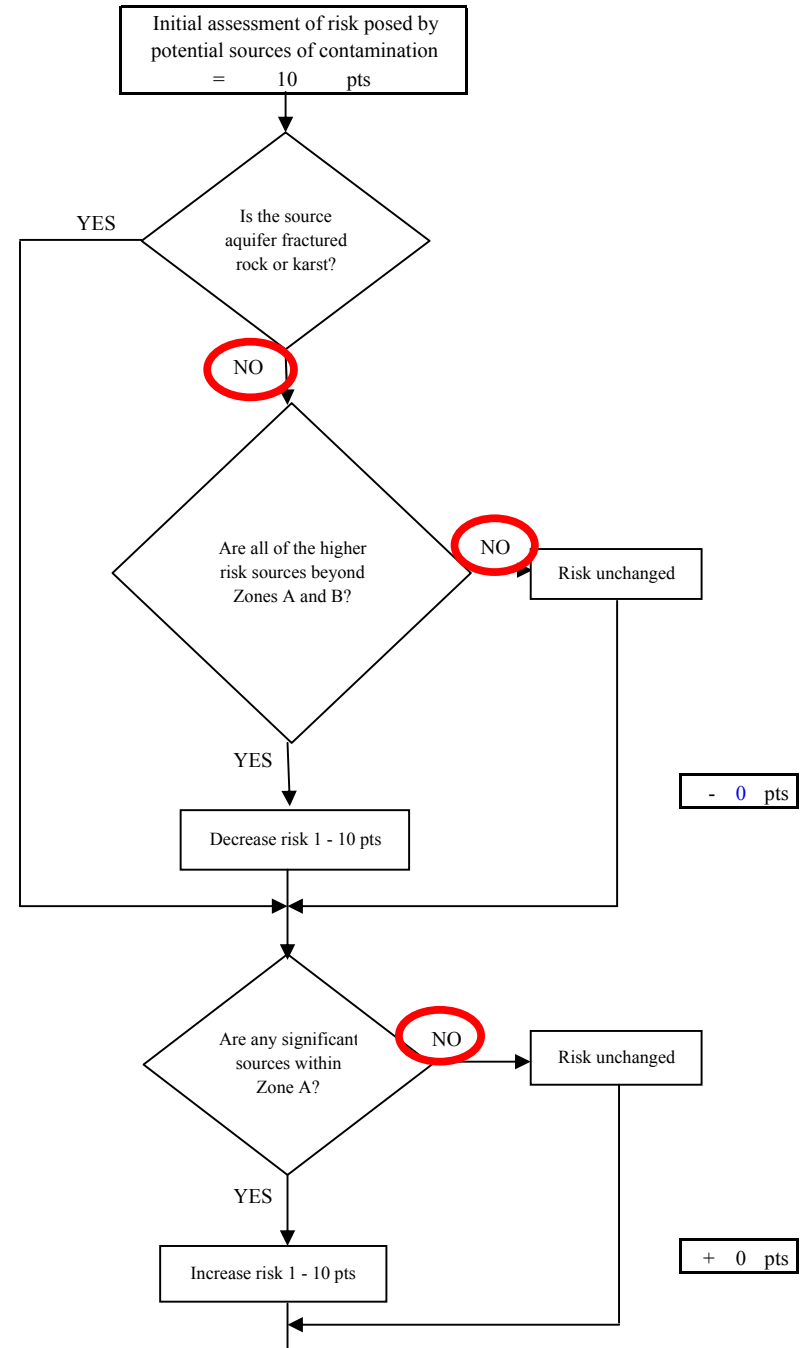 Initial assessment of risk posed by
potential sources of contamination
= 10 pts
YES
Is the source
aquifer fractured
rock or karst?
NO
Are all of the higher
risk sources beyond
Zones A and B?
NO
Risk unchanged
YES
- 0 pts
Decrease risk 1 - 10 pts
Are any significant
sources within
Zone A?
NO
Risk unchanged
YES
+ 0 pts
Increase risk 1 - 10 pts